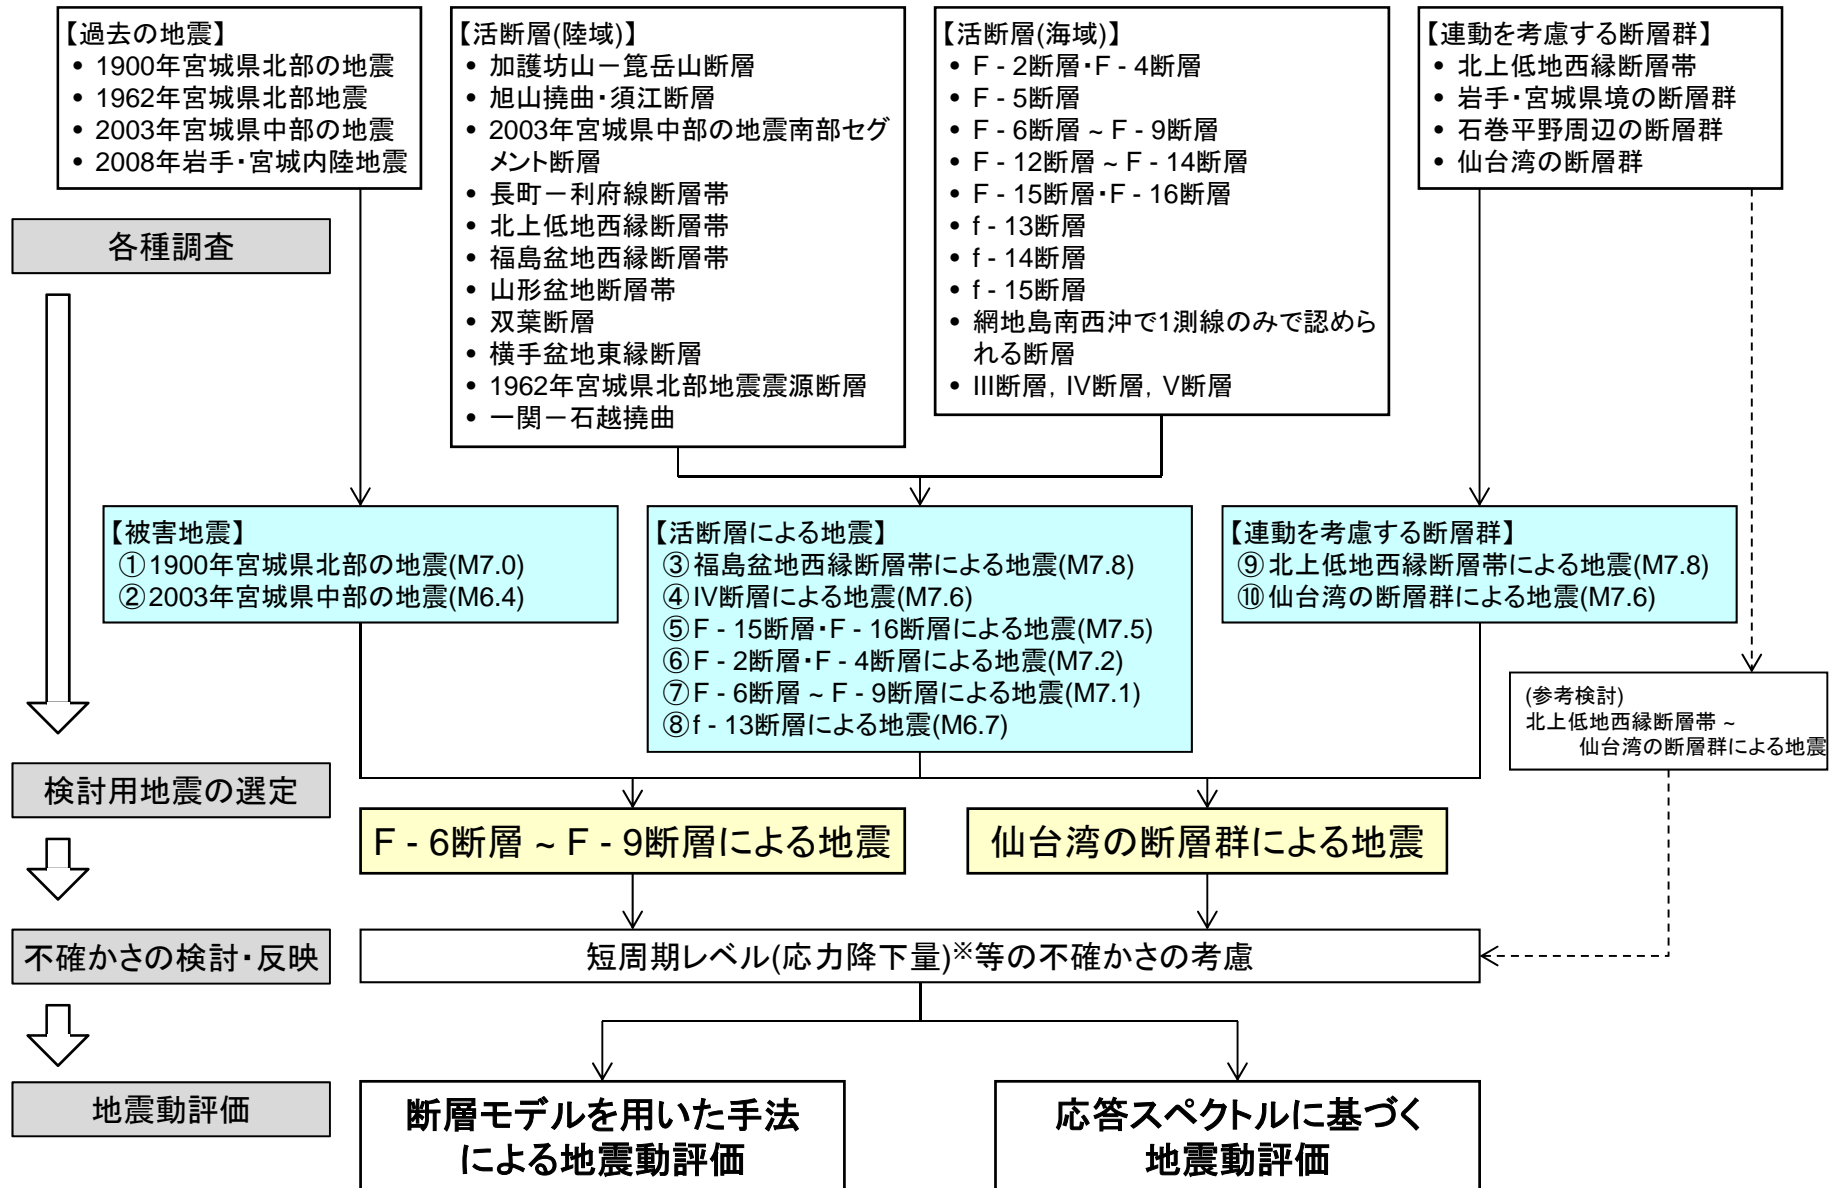 【過去の地震】
• 1900年宮城県北部の地震
• 1962年宮城県北部地震
• 2003年宮城県中部の地震
• 2008年岩手・宮城内陸地震
【活断層(陸域)】
• 加護坊山－箟岳山断層
• 旭山撓曲・須江断層
• 2003年宮城県中部の地震南部セグ
メント断層
• 長町－利府線断層帯
• 北上低地西縁断層帯
• 福島盆地西縁断層帯
• 山形盆地断層帯
• 双葉断層
• 横手盆地東縁断層
• 1962年宮城県北部地震震源断層
• 一関－石越撓曲
【活断層(海域)】
• F - 2断層・F - 4断層
• F - 5断層
• F - 6断層 ~ F - 9断層
• F - 12断層 ~ F - 14断層
• F - 15断層・F - 16断層
• f - 13断層
• f - 14断層
• f - 15断層
• 網地島南西沖で1測線のみで認めら
れる断層
• III断層, IV断層, V断層
【連動を考慮する断層群】
• 北上低地西縁断層帯
• 岩手・宮城県境の断層群
• 石巻平野周辺の断層群
• 仙台湾の断層群
各種調査
【被害地震】
①1900年宮城県北部の地震(M7.0)
②2003年宮城県中部の地震(M6.4)
【活断層による地震】
③福島盆地西縁断層帯による地震(M7.8)
④IV断層による地震(M7.6)
⑤F - 15断層・F - 16断層による地震(M7.5)
⑥F - 2断層・F - 4断層による地震(M7.2)
⑦F - 6断層 ~ F - 9断層による地震(M7.1)
⑧f - 13断層による地震(M6.7)
【連動を考慮する断層群】
⑨北上低地西縁断層帯による地震(M7.8)
⑩仙台湾の断層群による地震(M7.6)
(参考検討)
北上低地西縁断層帯 ~
仙台湾の断層群による地震
検討用地震の選定
F - 6断層 ~ F - 9断層による地震
仙台湾の断層群による地震
不確かさの検討・反映
短周期レベル(応力降下量)※等の不確かさの考慮
地震動評価
断層モデルを用いた手法
による地震動評価
応答スペクトルに基づく
地震動評価